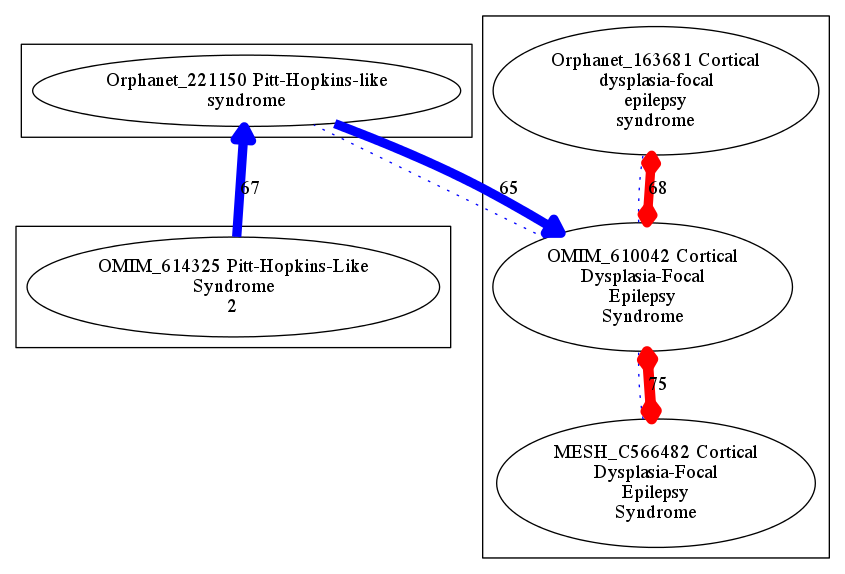 Orphanet_221150 Pitt-Hopkins-like
syndrome
Orphanet_163681 Cortical
dysplasia-focal
epilepsy
syndrome
67
65
68
OMIM_614325 Pitt-Hopkins-Like
Syndrome
2
OMIM_610042 Cortical
Dysplasia-Focal
Epilepsy
Syndrome
75
MESH_C566482 Cortical
Dysplasia-Focal
Epilepsy
Syndrome